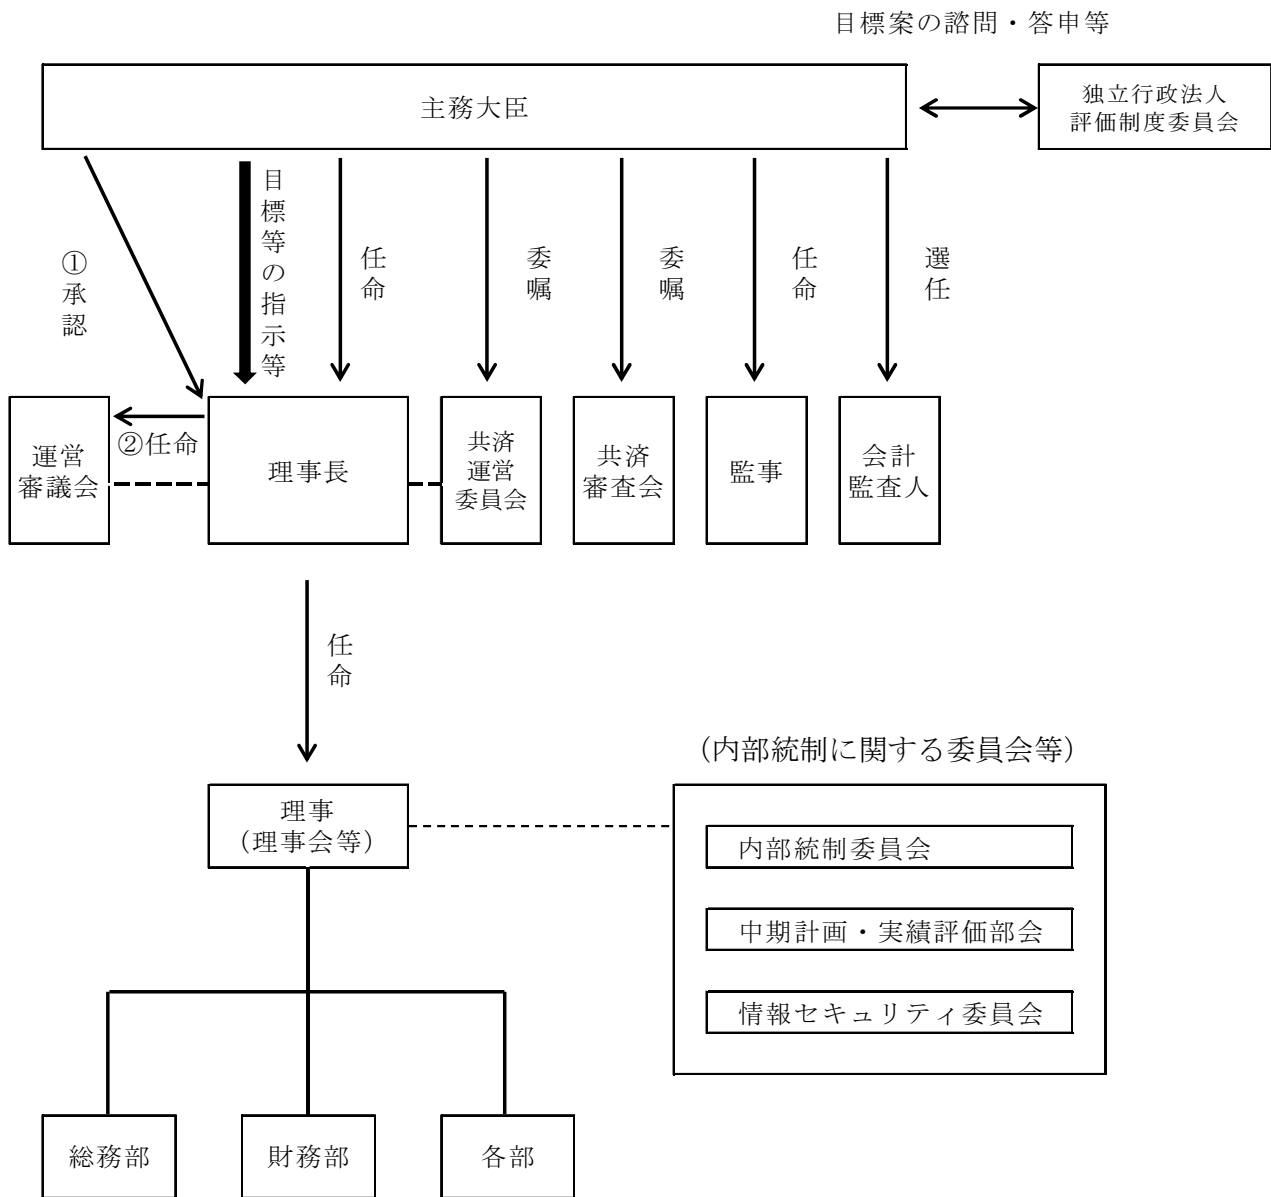 目標案の諮問・答申等
主務大臣
独立行政法人
評価制度委員会
①承認
目標等の指示等
任命
委嘱
委嘱
任命
選任
運営
審議会
②任命
理事長
共済
運営
委員会
共済
審査会
監事
会計
監査人
任命
(内部統制に関する委員会等)
理事
(理事会等)
内部統制委員会
中期計画・実績評価部会
情報セキュリティ委員会
総務部
財務部
各部